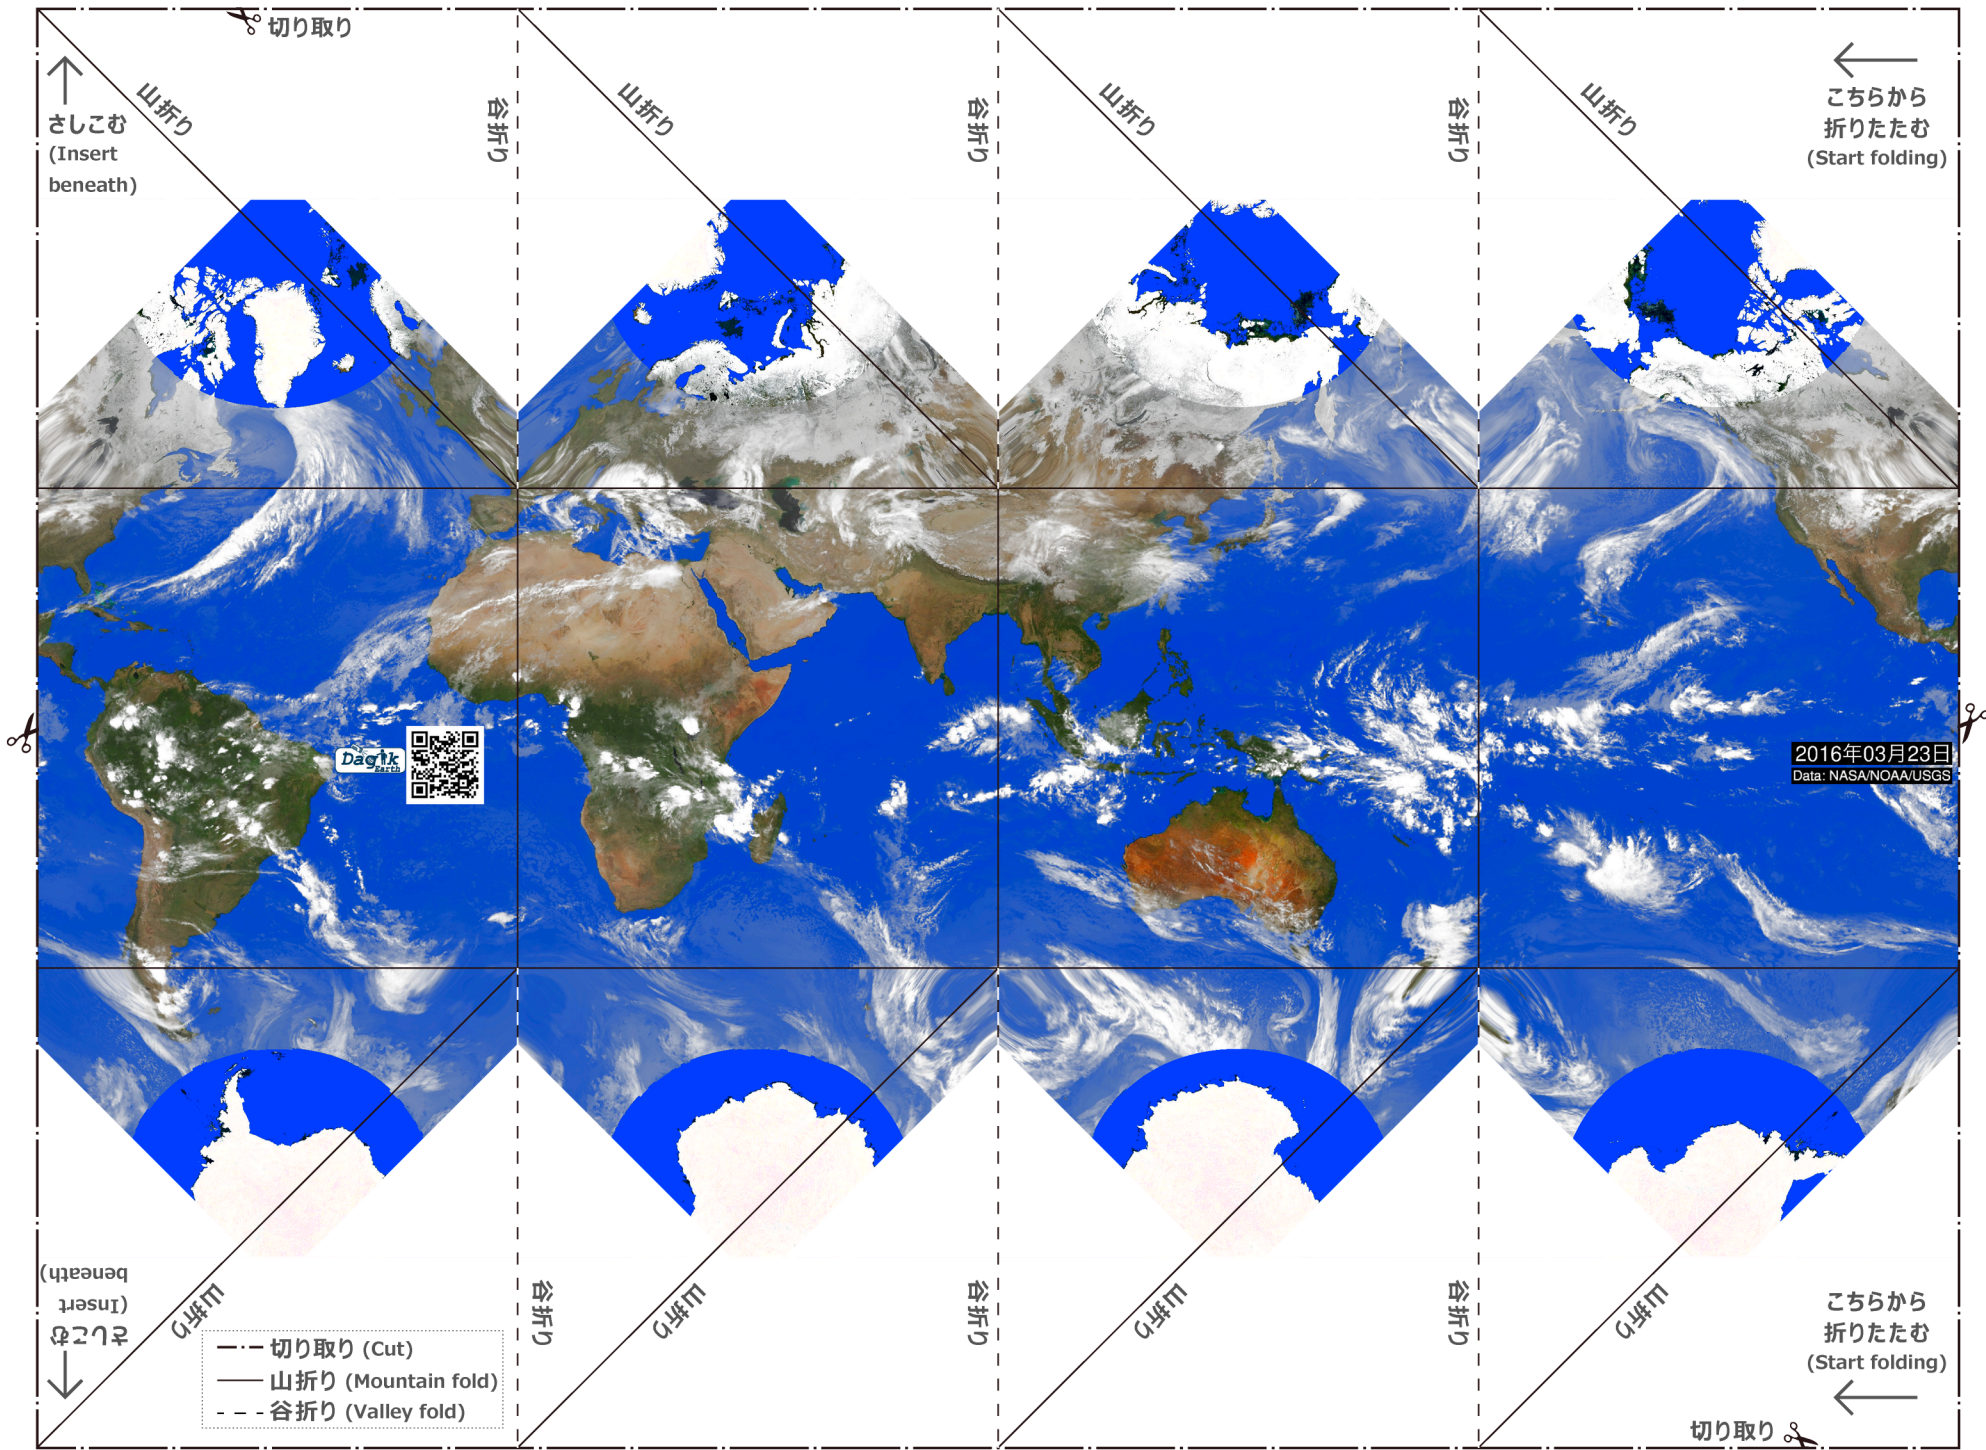 切り取り
山折り
山折り
山折り
山折り
谷折り
谷折り
谷折り
さしこむ
(Insert
beneath)
こちらから
折りたたむ
(Start folding)
Dagik
Earth
2016年03月23日
Data: NASA/NOAA/USGS
さしこむ
(Insert
beneath)
山折り
山折り
山折り
山折り
谷折り
谷折り
谷折り
こちらから
折りたたむ
(Start folding)
切り取り (Cut)
山折り (Mountain fold)
谷折り (Valley fold)
切り取り